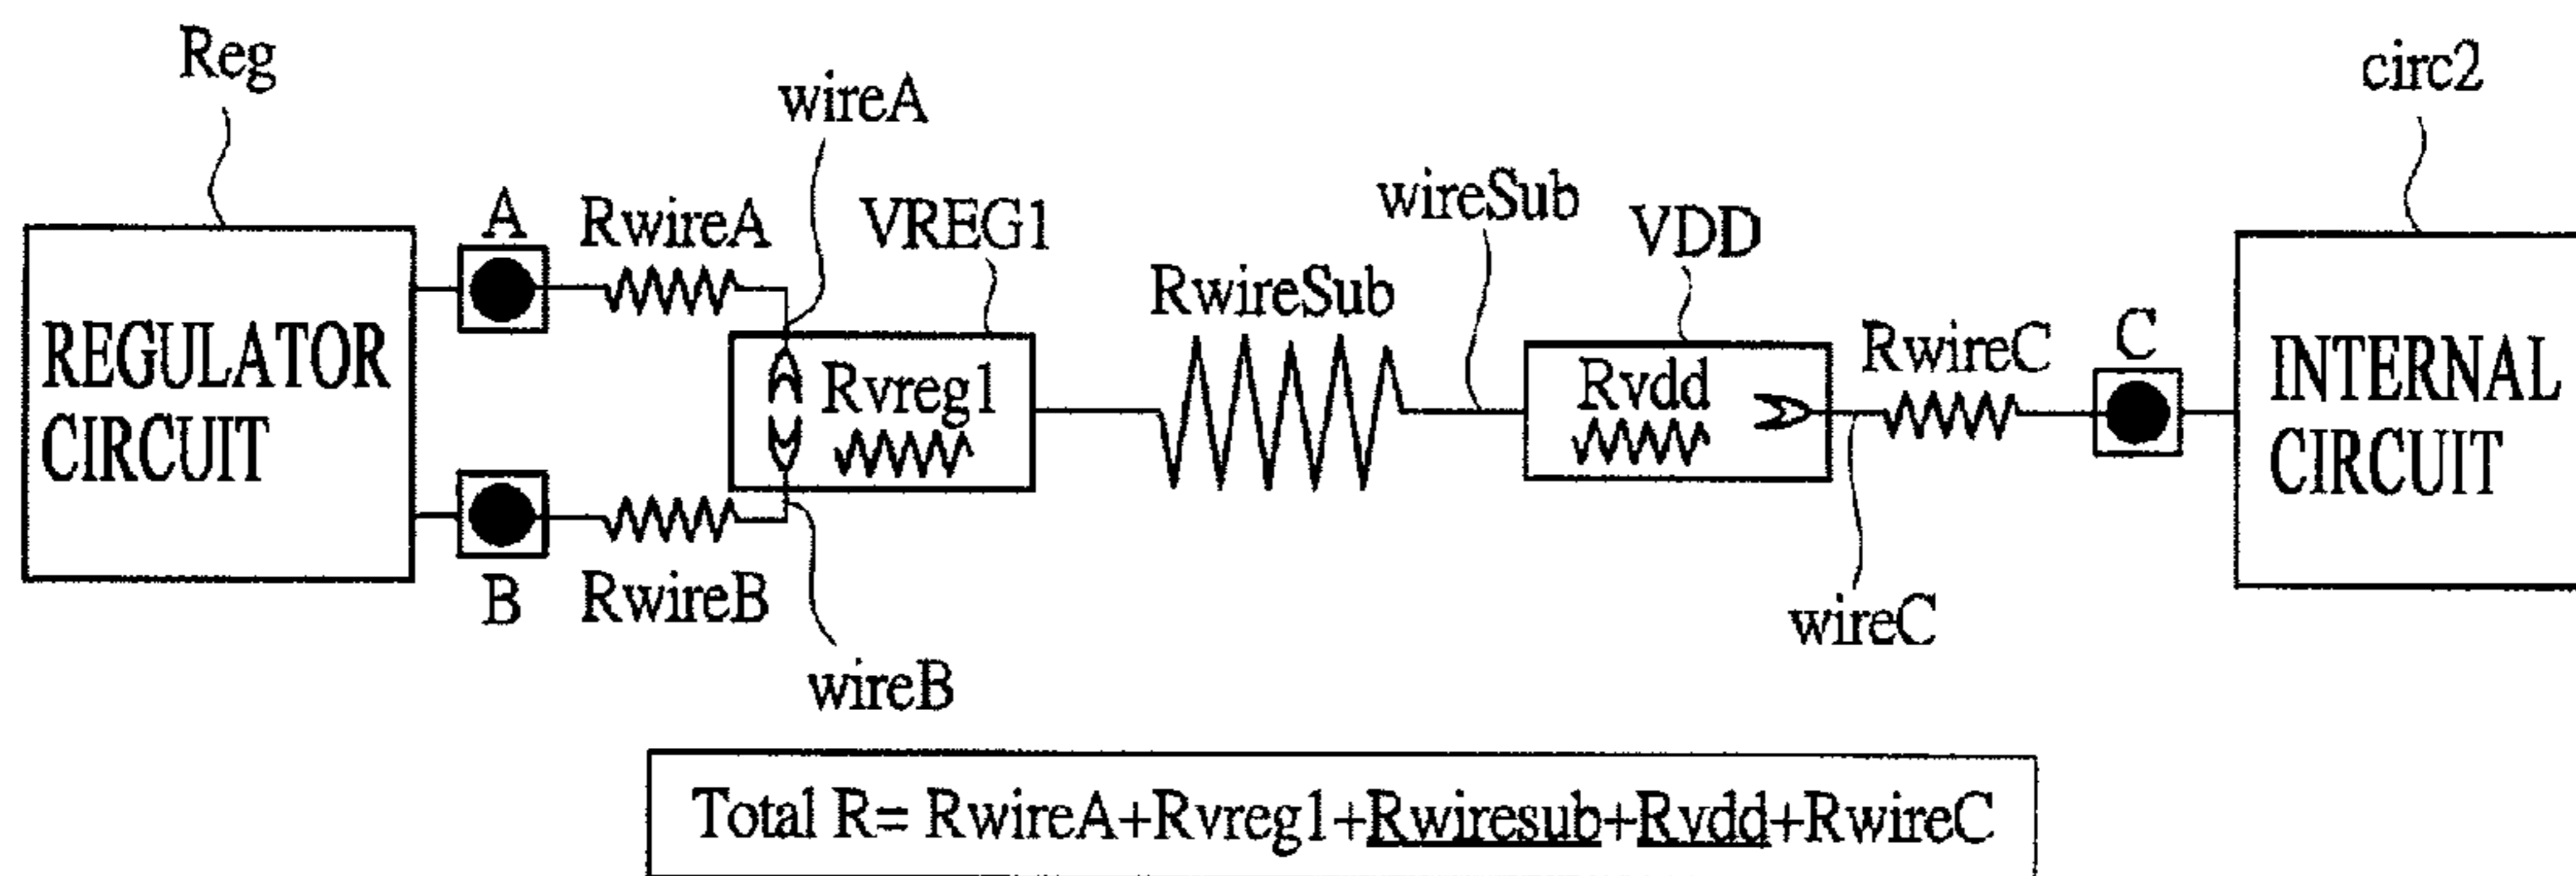 Reg
circ2
wireA
wireSub
A
RwireA
VREG1
VDD
RwireSub
RwireC
C
REGULATOR
CIRCUIT
Rvreg1
Rvdd
INTERNAL
CIRCUIT
B
RwireB
wireB
wireC
Total R= RwireA+Rvreg1+Rwiresub+Rvdd+RwireC